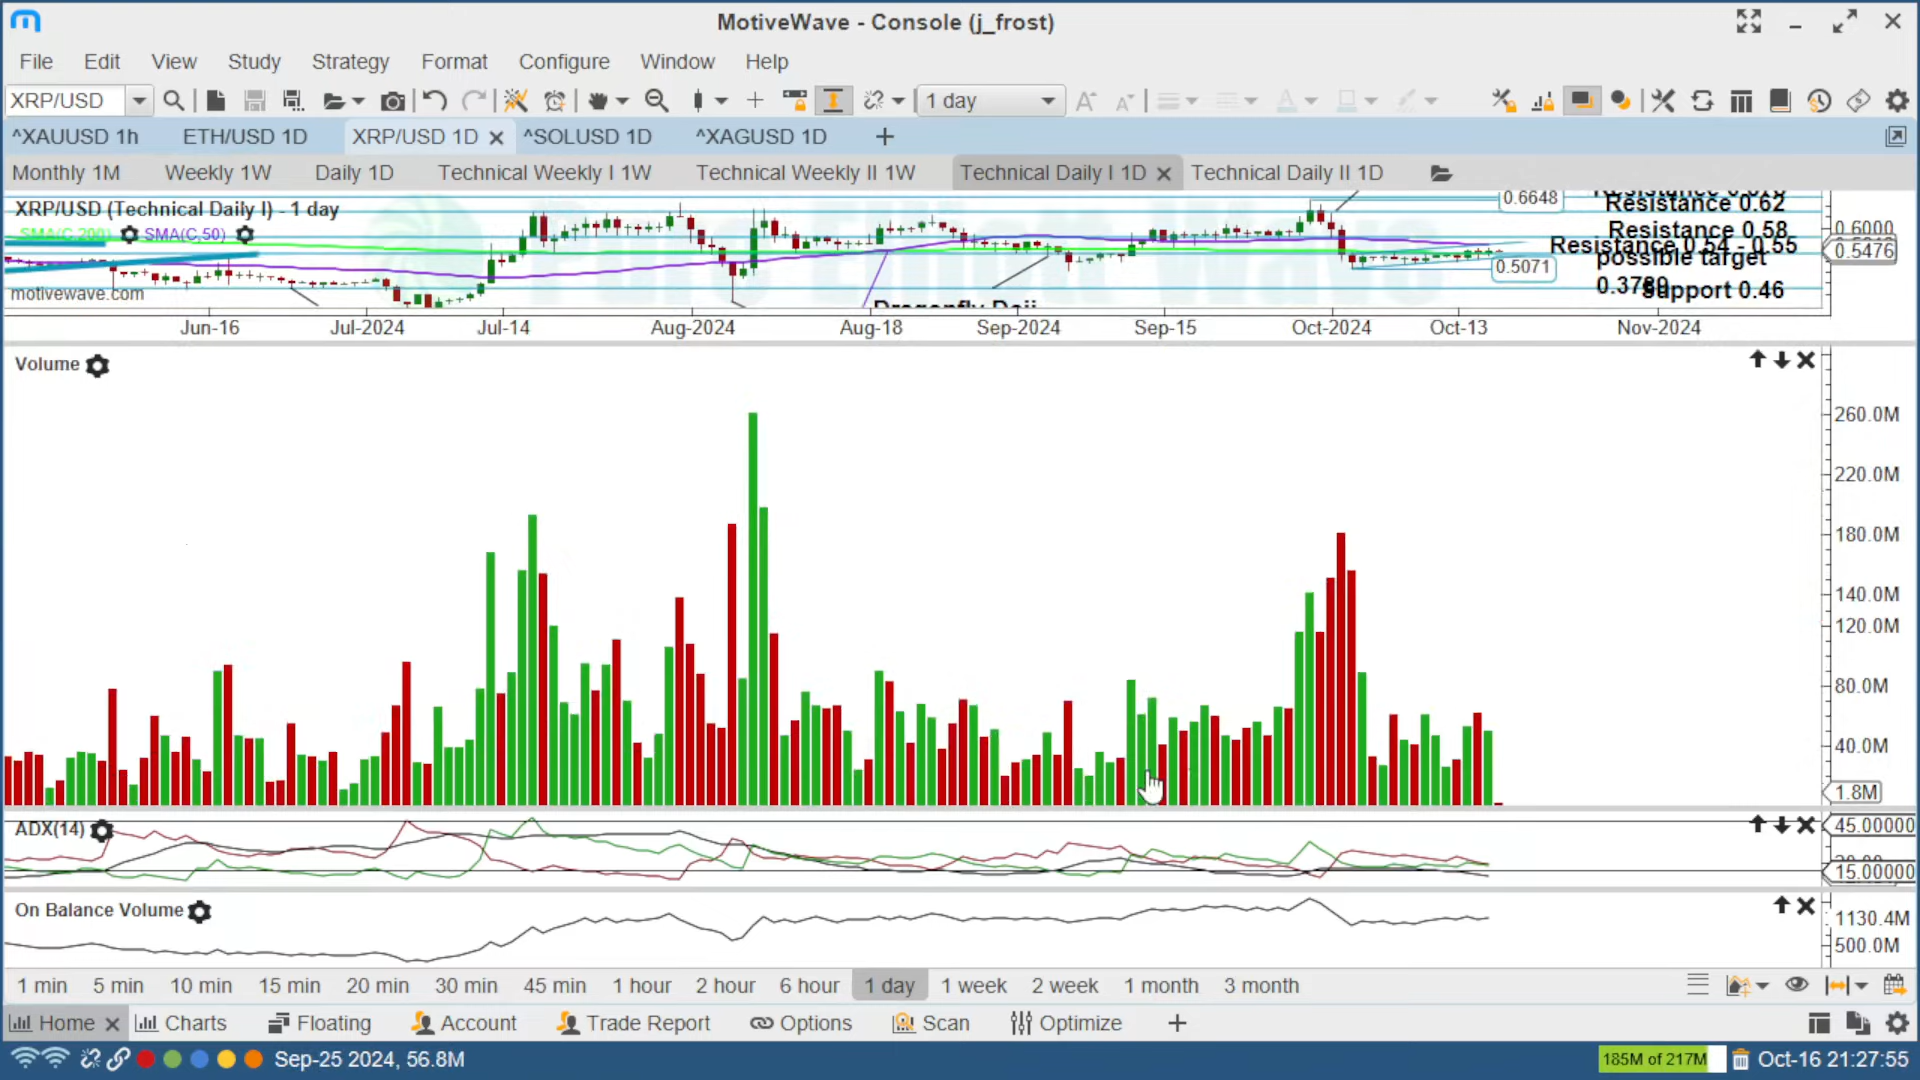 MotiveWave - Console (j_frost)
File Edit View Study Strategy Format Configure Window Help
XRP/USD 1 day
^XAUUSD 1h ETH/USD 1D XRP/USD 1D ^SOLUSD 1D ^XAGUSD 1D
Monthly 1M Weekly 1W Daily 1D Technical Weekly I 1W Technical Weekly II 1W Technical Daily I 1D Technical Daily II 1D
XRP/USD (Technical Daily I) - 1 day
SMA(C,200) SMA(C,50)
0.6648
Resistance 0.62
0.6000
Resistance 0.58
Resistance 0.54 - 0.55
0.5476
possible target
0.5071
0.3789
Support 0.46
motivewave.com
Dragonfly Doji
Jun-16 Jul-2024 Jul-14 Aug-2024 Aug-18 Sep-2024 Sep-15 Oct-2024 Oct-13 Nov-2024
Volume
260.0M
220.0M
180.0M
140.0M
120.0M
80.0M
40.0M
1.8M
ADX(14)
45.00000
15.00000
On Balance Volume
1130.4M
500.0M
1 min 5 min 10 min 15 min 20 min 30 min 45 min 1 hour 2 hour 6 hour 1 day 1 week 2 week 1 month 3 month
Home Charts Floating Account Trade Report Options Scan Optimize
Sep-25 2024, 56.8M
185M of 217M
Oct-16 21:27:55